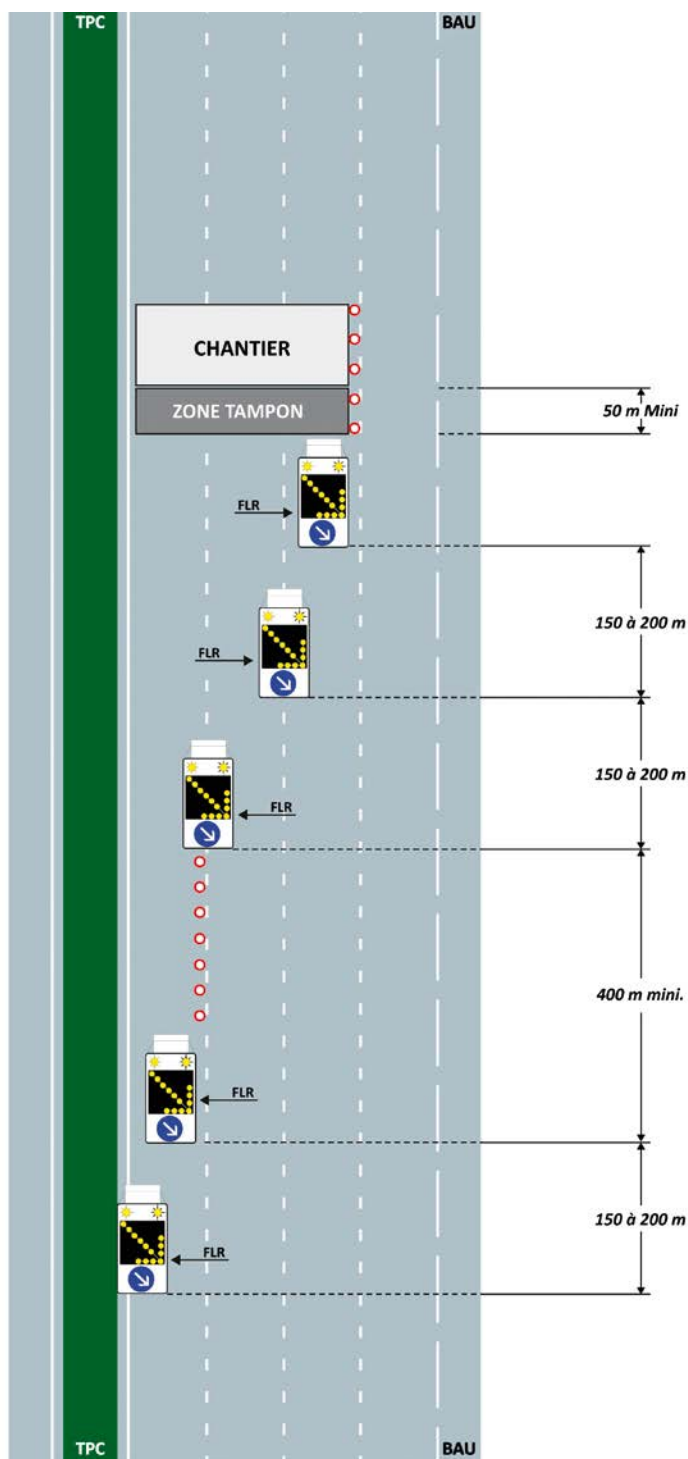 TPC
BAU
CHANTIER
ZONE TAMPON
50 m Mini
FLR
150 à 200 m
FLR
150 à 200 m
FLR
400 m mini.
FLR
150 à 200 m
FLR
TPC
BAU